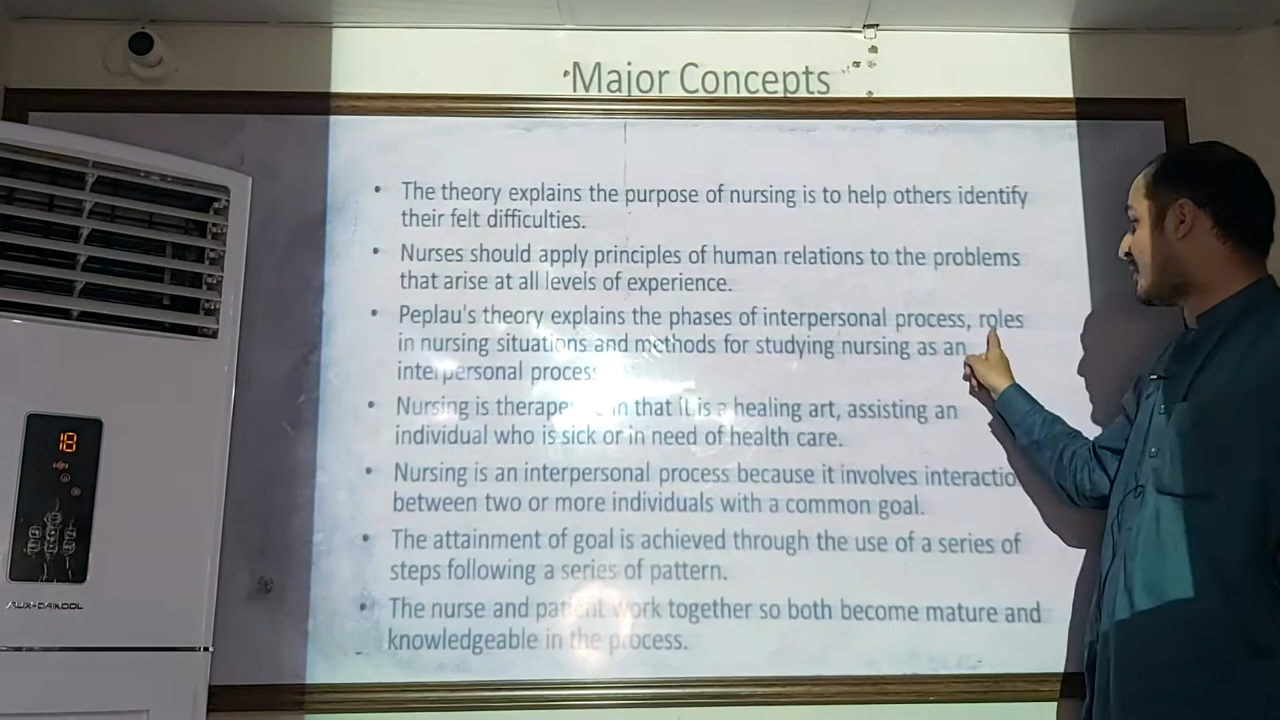 Major Concepts
• The theory explains the purpose of nursing is to help others identify
their felt difficulties.
• Nurses should apply principles of human relations to the problems
that arise at all levels of experience.
• Peplau's theory explains the phases of interpersonal process, roles
in nursing situations and methods for studying nursing as an
interpersonal process
• Nursing is in that it is a healing art, assisting an
individual who is sick or in need of health care.
• Nursing is an interpersonal process because it involves interactio
between two or more individuals with a common goal.
• The attainment of goal is achieved through the use of a series of
steps following a series of pattern.
• The nurse and patient work together so both become mature and
knowledgeable in the process.
18
AUX-DAIKOOL